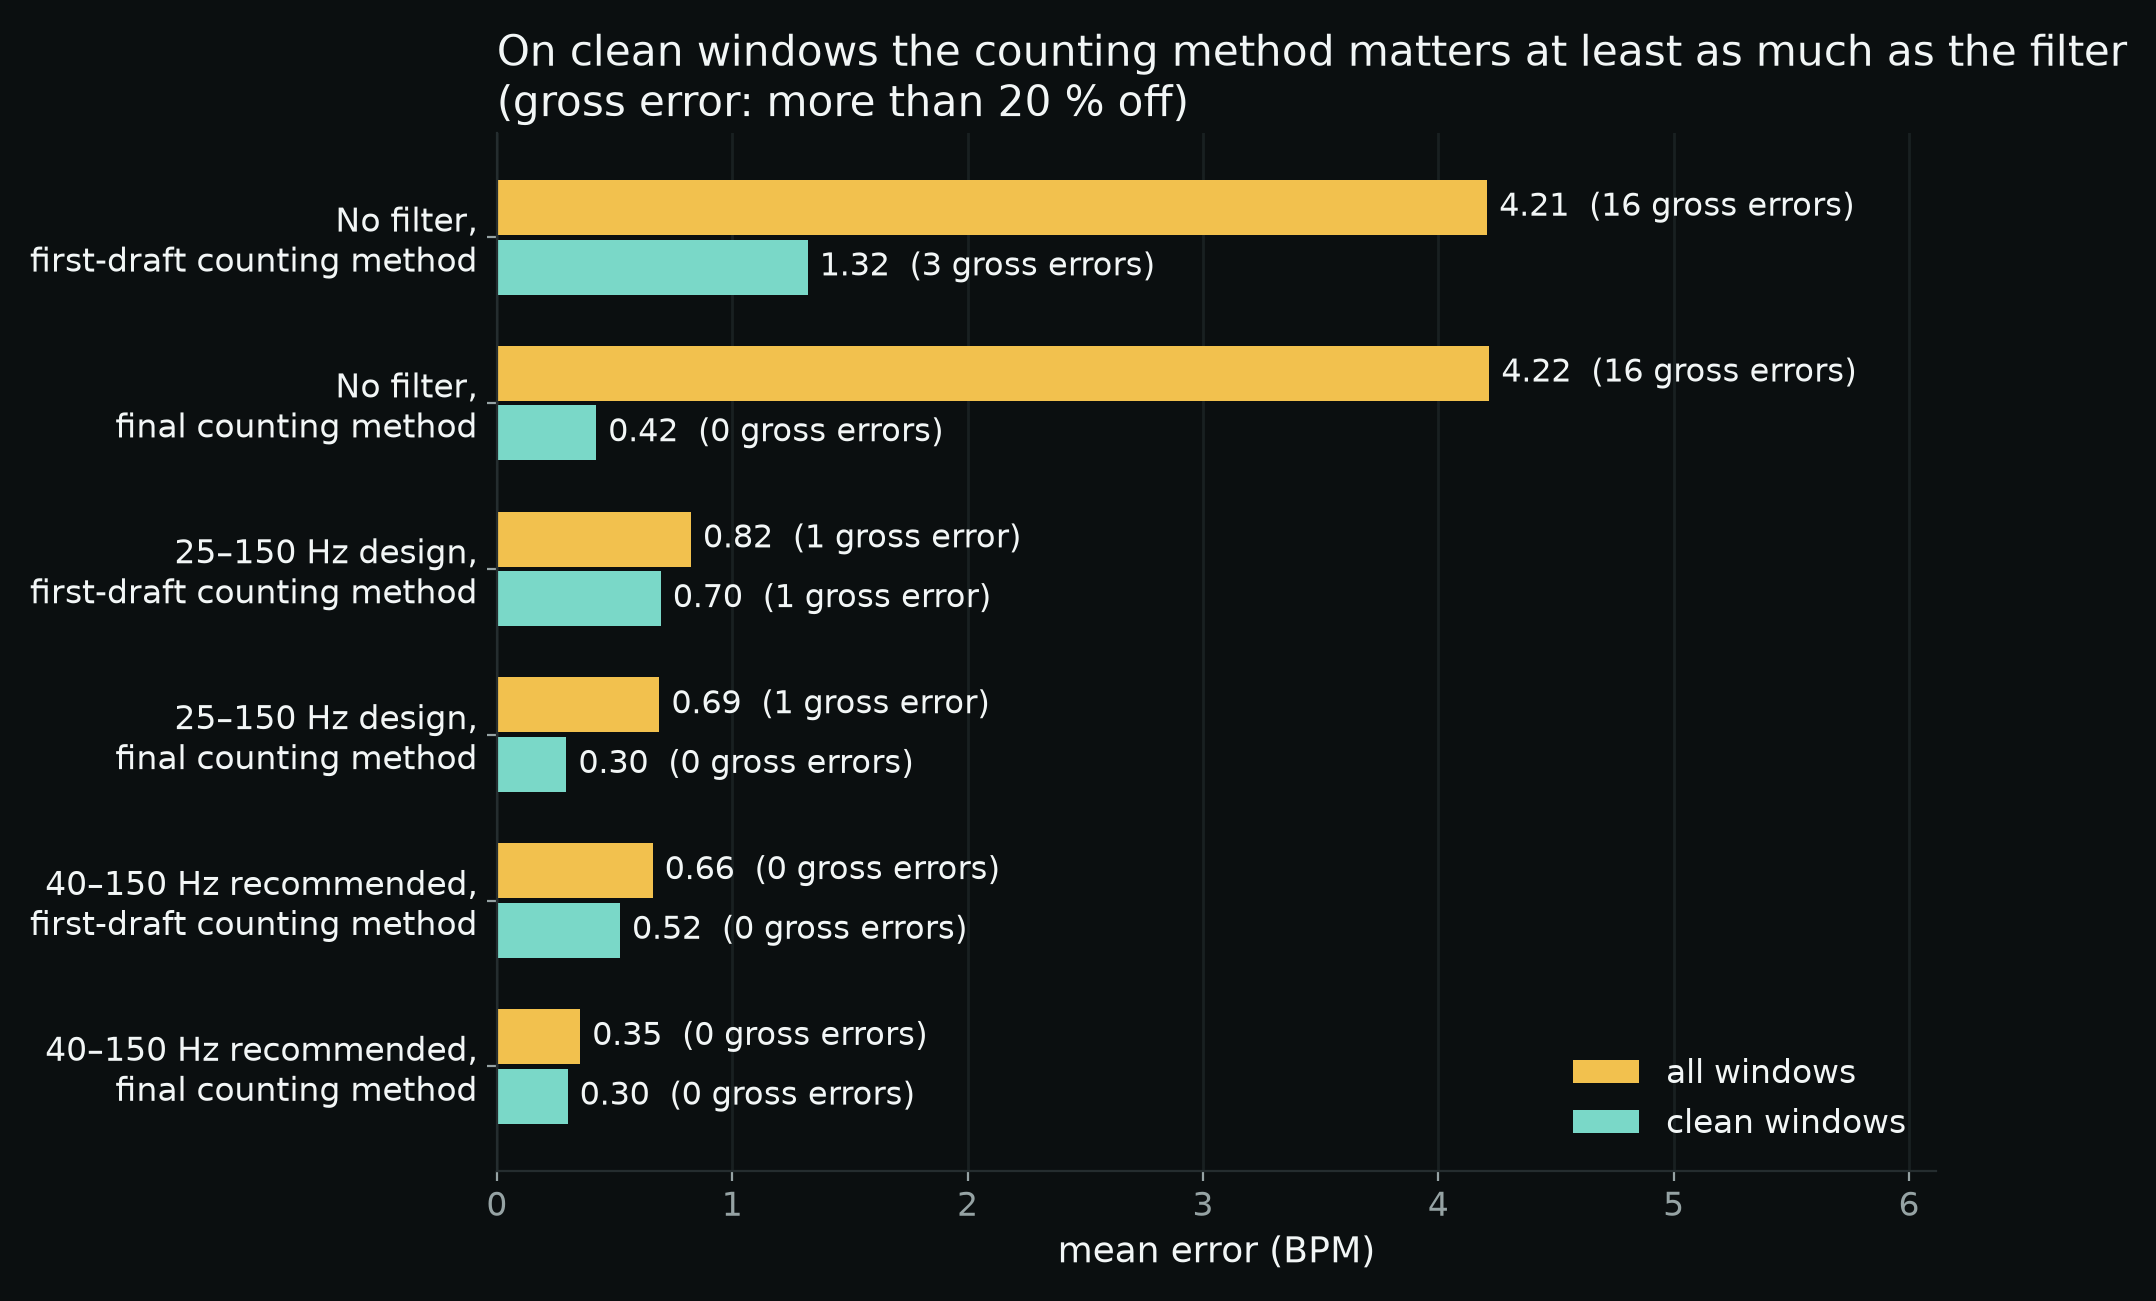 On clean windows the counting method matters at least as much as the filter
(gross error: more than 20 % off)
No filter,
first-draft counting method
4.21  (16 gross errors)
1.32  (3 gross errors)
No filter,
final counting method
4.22  (16 gross errors)
0.42  (0 gross errors)
25–150 Hz design,
first-draft counting method
0.82  (1 gross error)
0.70  (1 gross error)
25–150 Hz design,
final counting method
0.69  (1 gross error)
0.30  (0 gross errors)
40–150 Hz recommended,
first-draft counting method
0.66  (0 gross errors)
0.52  (0 gross errors)
40–150 Hz recommended,
final counting method
0.35  (0 gross errors)
0.30  (0 gross errors)
all windows
clean windows
0 1 2 3 4 5 6
mean error (BPM)